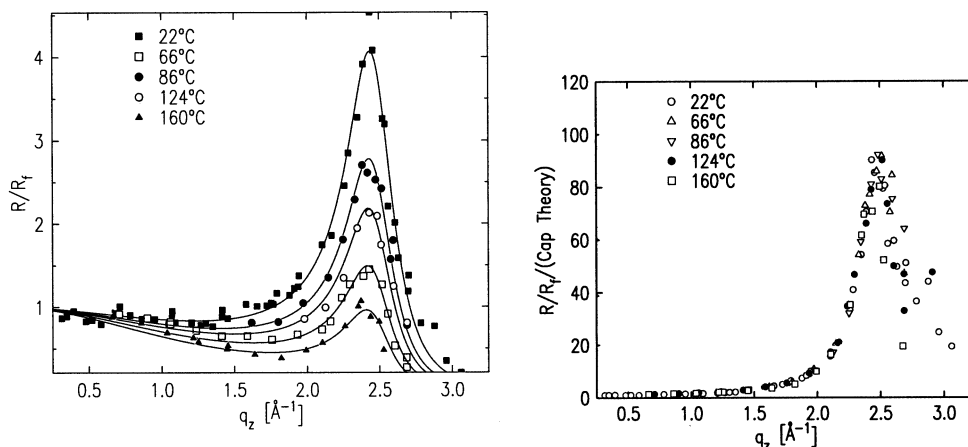 4
3
2
1
R/R_f
■ 22°C
□ 66°C
● 86°C
○ 124°C
▲ 160°C
0.5 1.0 1.5 2.0 2.5 3.0
q_z [Å⁻¹]
120
100
80
60
40
20
0
R/R_f/(Cap Theory)
○ 22°C
△ 66°C
▽ 86°C
● 124°C
□ 160°C
0.5 1.0 1.5 2.0 2.5 3.0
q_z [Å⁻¹]